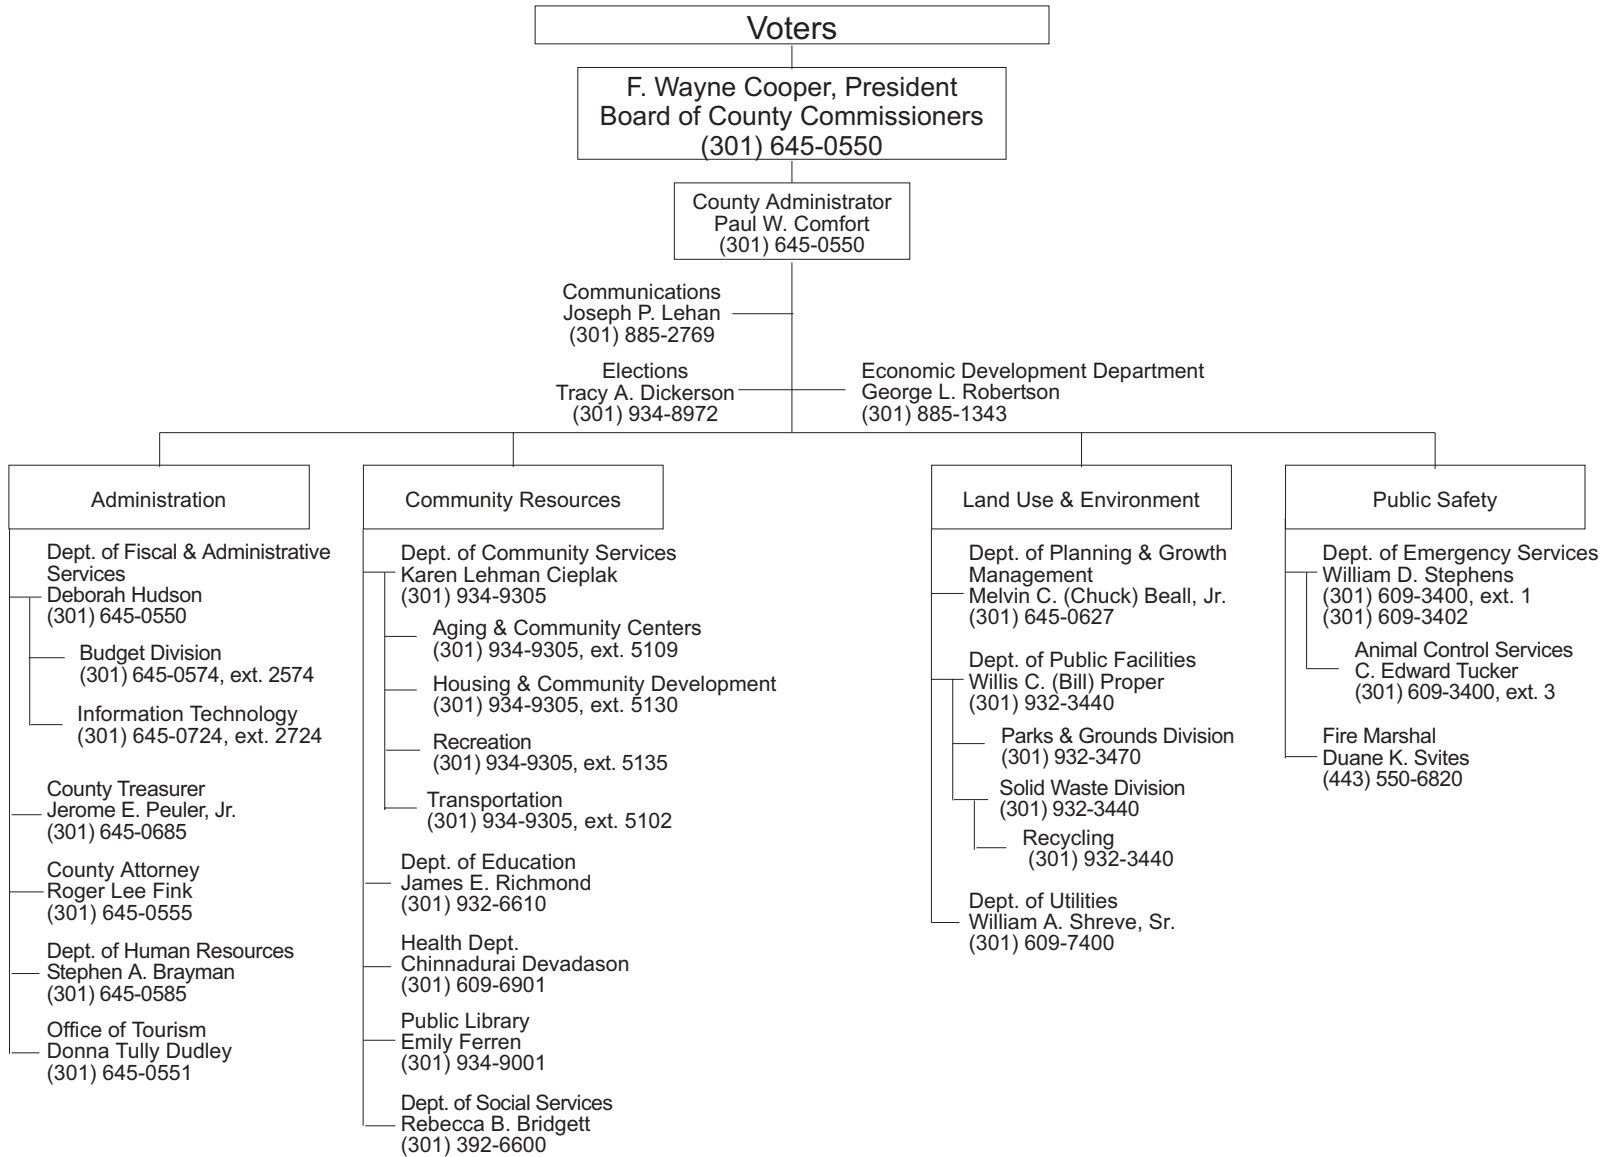 Voters
F. Wayne Cooper, President
Board of County Commissioners
(301) 645-0550
County Administrator
Paul W. Comfort
(301) 645-0550
Communications
Joseph P. Lehan
(301) 885-2769
Elections
Tracy A. Dickerson
(301) 934-8972
Economic Development Department
George L. Robertson
(301) 885-1343
Administration
Dept. of Fiscal & Administrative
Services
Deborah Hudson
(301) 645-0550
Budget Division
(301) 645-0574, ext. 2574
Information Technology
(301) 645-0724, ext. 2724
County Treasurer
Jerome E. Peuler, Jr.
(301) 645-0685
County Attorney
Roger Lee Fink
(301) 645-0555
Dept. of Human Resources
Stephen A. Brayman
(301) 645-0585
Office of Tourism
Donna Tully Dudley
(301) 645-0551
Community Resources
Dept. of Community Services
Karen Lehman Cieplak
(301) 934-9305
Aging & Community Centers
(301) 934-9305, ext. 5109
Housing & Community Development
(301) 934-9305, ext. 5130
Recreation
(301) 934-9305, ext. 5135
Transportation
(301) 934-9305, ext. 5102
Dept. of Education
James E. Richmond
(301) 932-6610
Health Dept.
Chinnadurai Devadason
(301) 609-6901
Public Library
Emily Ferren
(301) 934-9001
Dept. of Social Services
Rebecca B. Bridgett
(301) 392-6600
Land Use & Environment
Dept. of Planning & Growth
Management
Melvin C. (Chuck) Beall, Jr.
(301) 645-0627
Dept. of Public Facilities
Willis C. (Bill) Proper
(301) 932-3440
Parks & Grounds Division
(301) 932-3470
Solid Waste Division
(301) 932-3440
Recycling
(301) 932-3440
Dept. of Utilities
William A. Shreve, Sr.
(301) 609-7400
Public Safety
Dept. of Emergency Services
William D. Stephens
(301) 609-3400, ext. 1
(301) 609-3402
Animal Control Services
C. Edward Tucker
(301) 609-3400, ext. 3
Fire Marshal
Duane K. Svites
(443) 550-6820